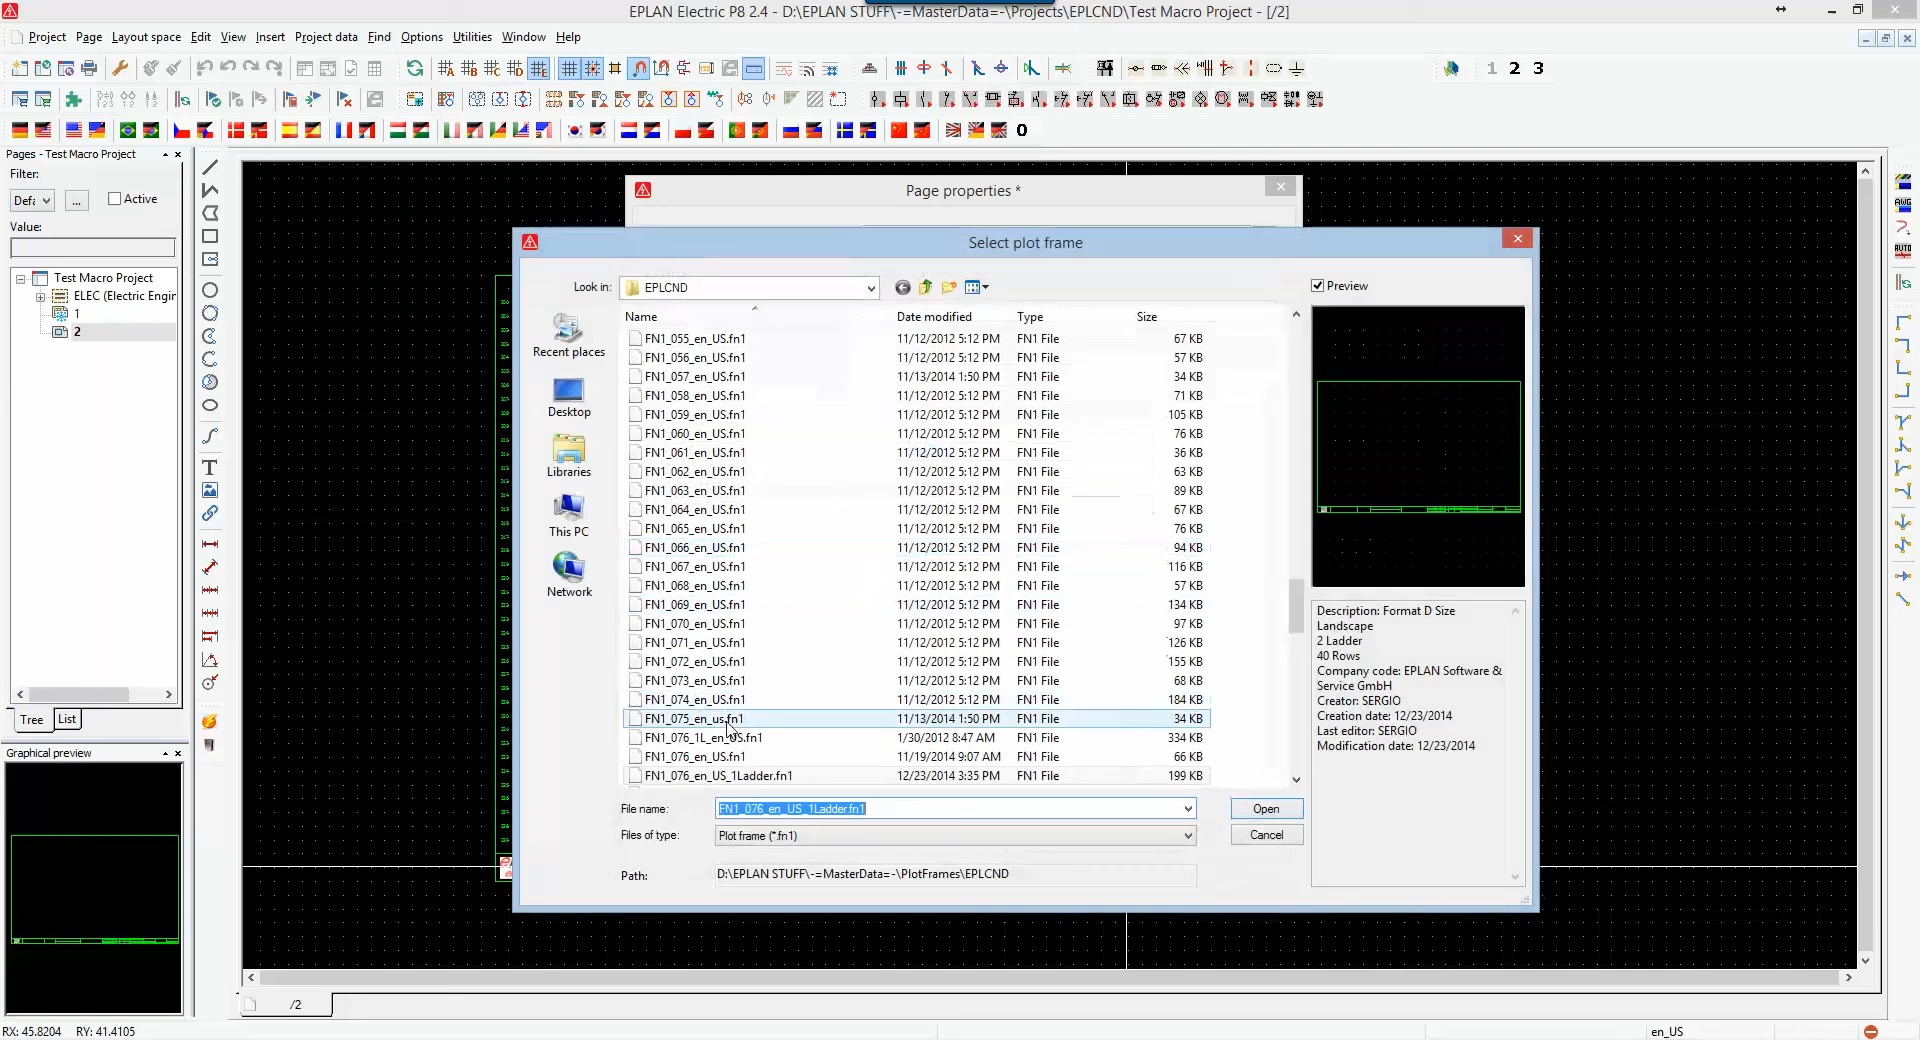 EPLAN Electric P8 2.4 - D:\EPLAN STUFF\-=MasterData=-\Projects\EPLCND\Test Macro Project - [/2]
Project Page Layout space Edit View Insert Project data Find Options Utilities Window Help
1 2 3
0
Pages - Test Macro Project
Filter:
Defa ... Active
Value:
Test Macro Project
ELEC (Electric Engir
1
2
Tree List
Graphical preview
Page properties *
Select plot frame
Look in: EPLCND
Preview
Recent places
Desktop
Libraries
This PC
Network
Name Date modified Type Size
FN1_055_en_US.fn1 11/12/2012 5:12 PM FN1 File 67 KB
FN1_056_en_US.fn1 11/12/2012 5:12 PM FN1 File 57 KB
FN1_057_en_US.fn1 11/13/2014 1:50 PM FN1 File 34 KB
FN1_058_en_US.fn1 11/12/2012 5:12 PM FN1 File 71 KB
FN1_059_en_US.fn1 11/12/2012 5:12 PM FN1 File 105 KB
FN1_060_en_US.fn1 11/12/2012 5:12 PM FN1 File 76 KB
FN1_061_en_US.fn1 11/12/2012 5:12 PM FN1 File 36 KB
FN1_062_en_US.fn1 11/12/2012 5:12 PM FN1 File 63 KB
FN1_063_en_US.fn1 11/12/2012 5:12 PM FN1 File 89 KB
FN1_064_en_US.fn1 11/12/2012 5:12 PM FN1 File 67 KB
FN1_065_en_US.fn1 11/12/2012 5:12 PM FN1 File 76 KB
FN1_066_en_US.fn1 11/12/2012 5:12 PM FN1 File 94 KB
FN1_067_en_US.fn1 11/12/2012 5:12 PM FN1 File 116 KB
FN1_068_en_US.fn1 11/12/2012 5:12 PM FN1 File 57 KB
FN1_069_en_US.fn1 11/12/2012 5:12 PM FN1 File 134 KB
FN1_070_en_US.fn1 11/12/2012 5:12 PM FN1 File 97 KB
FN1_071_en_US.fn1 11/12/2012 5:12 PM FN1 File 126 KB
FN1_072_en_US.fn1 11/12/2012 5:12 PM FN1 File 155 KB
FN1_073_en_US.fn1 11/12/2012 5:12 PM FN1 File 68 KB
FN1_074_en_US.fn1 11/12/2012 5:12 PM FN1 File 184 KB
FN1_075_en_us.fn1 11/13/2014 1:50 PM FN1 File 34 KB
FN1_076_1L_en_US.fn1 1/30/2012 8:47 AM FN1 File 334 KB
FN1_076_en_US.fn1 11/19/2014 9:07 AM FN1 File 66 KB
FN1_076_en_US_1Ladder.fn1 12/23/2014 3:35 PM FN1 File 199 KB
File name: FN1_076_en_US_1Ladder.fn1 Open
Files of type: Plot frame (*.fn1) Cancel
Path: D:\EPLAN STUFF\-=MasterData=-\PlotFrames\EPLCND
Description: Format D Size
Landscape
2 Ladder
40 Rows
Company code: EPLAN Software &
Service GmbH
Creator: SERGIO
Creation date: 12/23/2014
Last editor: SERGIO
Modification date: 12/23/2014
AWG
AUTO
/2
RX: 45.8204 RY: 41.4105
en_US